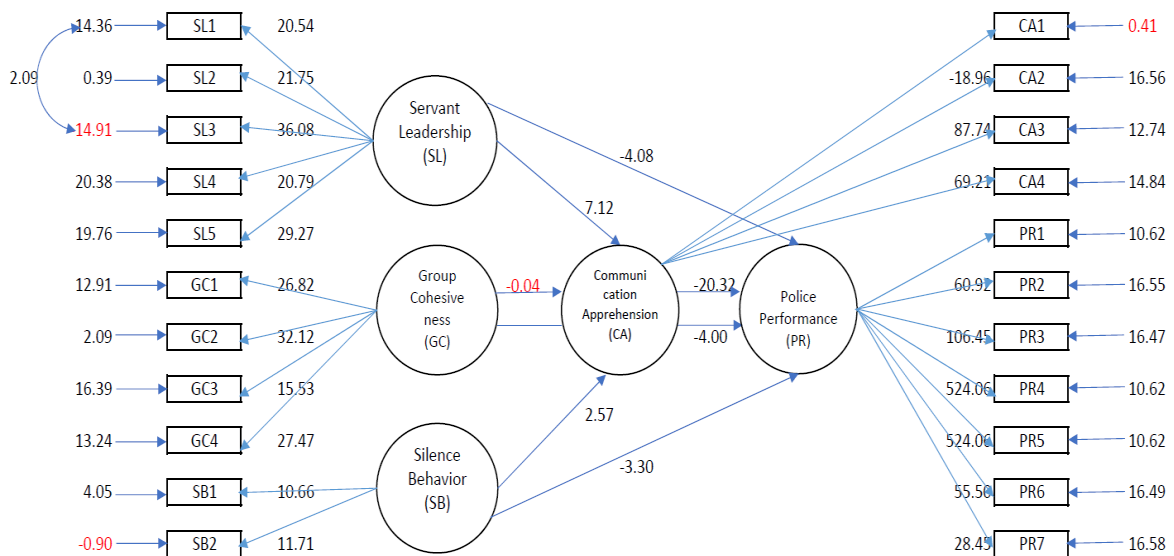 14.36 SL1 20.54
2.09
0.39 SL2 21.75
14.91 SL3 36.08
20.38 SL4 20.79
19.76 SL5 29.27
12.91 GC1 26.82
2.09 GC2 32.12
16.39 GC3 15.53
13.24 GC4 27.47
4.05 SB1 10.66
-0.90 SB2 11.71
Servant
Leadership
(SL)
Group
Cohesive
ness
(GC)
Silence
Behavior
(SB)
-4.08
7.12
-0.04
2.57
-3.30
Communi
cation
Apprehension
(CA)
-20.32
-4.00
Police
Performance
(PR)
CA1 0.41
-18.96 CA2 16.56
87.74 CA3 12.74
69.21 CA4 14.84
PR1 10.62
60.92 PR2 16.55
106.45 PR3 16.47
524.06 PR4 10.62
524.06 PR5 10.62
55.56 PR6 16.49
28.45 PR7 16.58